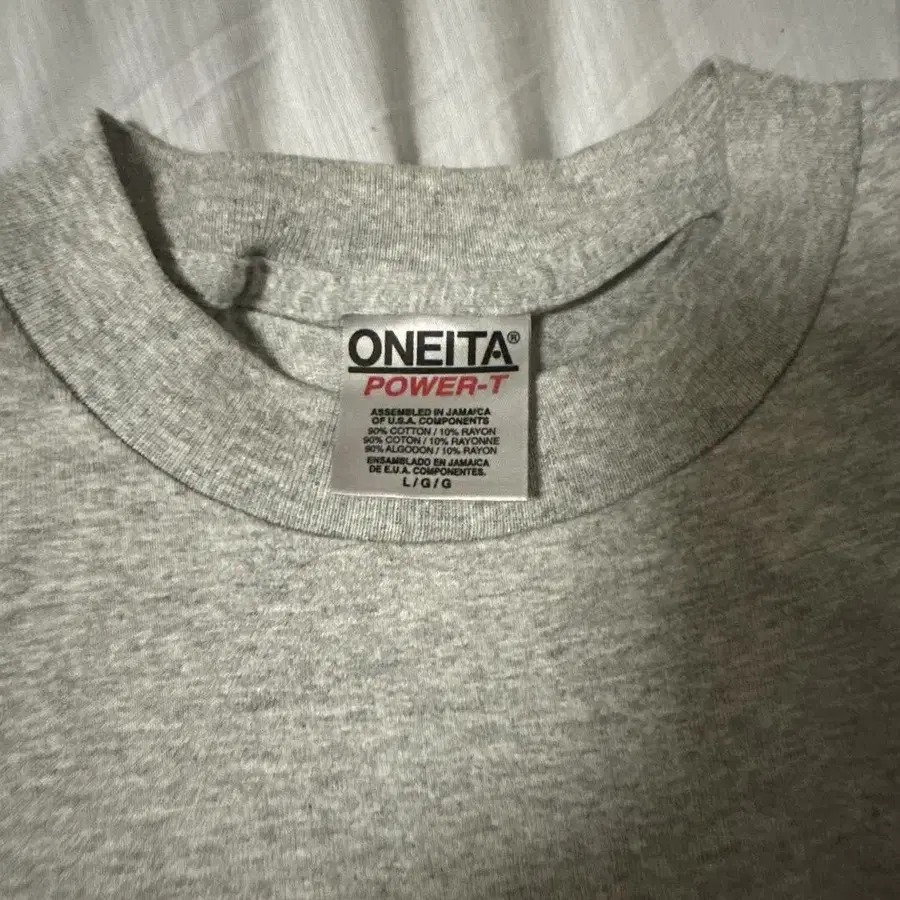 ONEITA®
POWER-T
ASSEMBLED IN JAMAICA
OF U.S.A. COMPONENTS
90% COTTON / 10% RAYON
90% COTON / 10% RAYONNE
90% ALGODON / 10% RAYON
ENSAMBLADO EN JAMAICA
DE E.U.A. COMPONENTES.
L/G/G